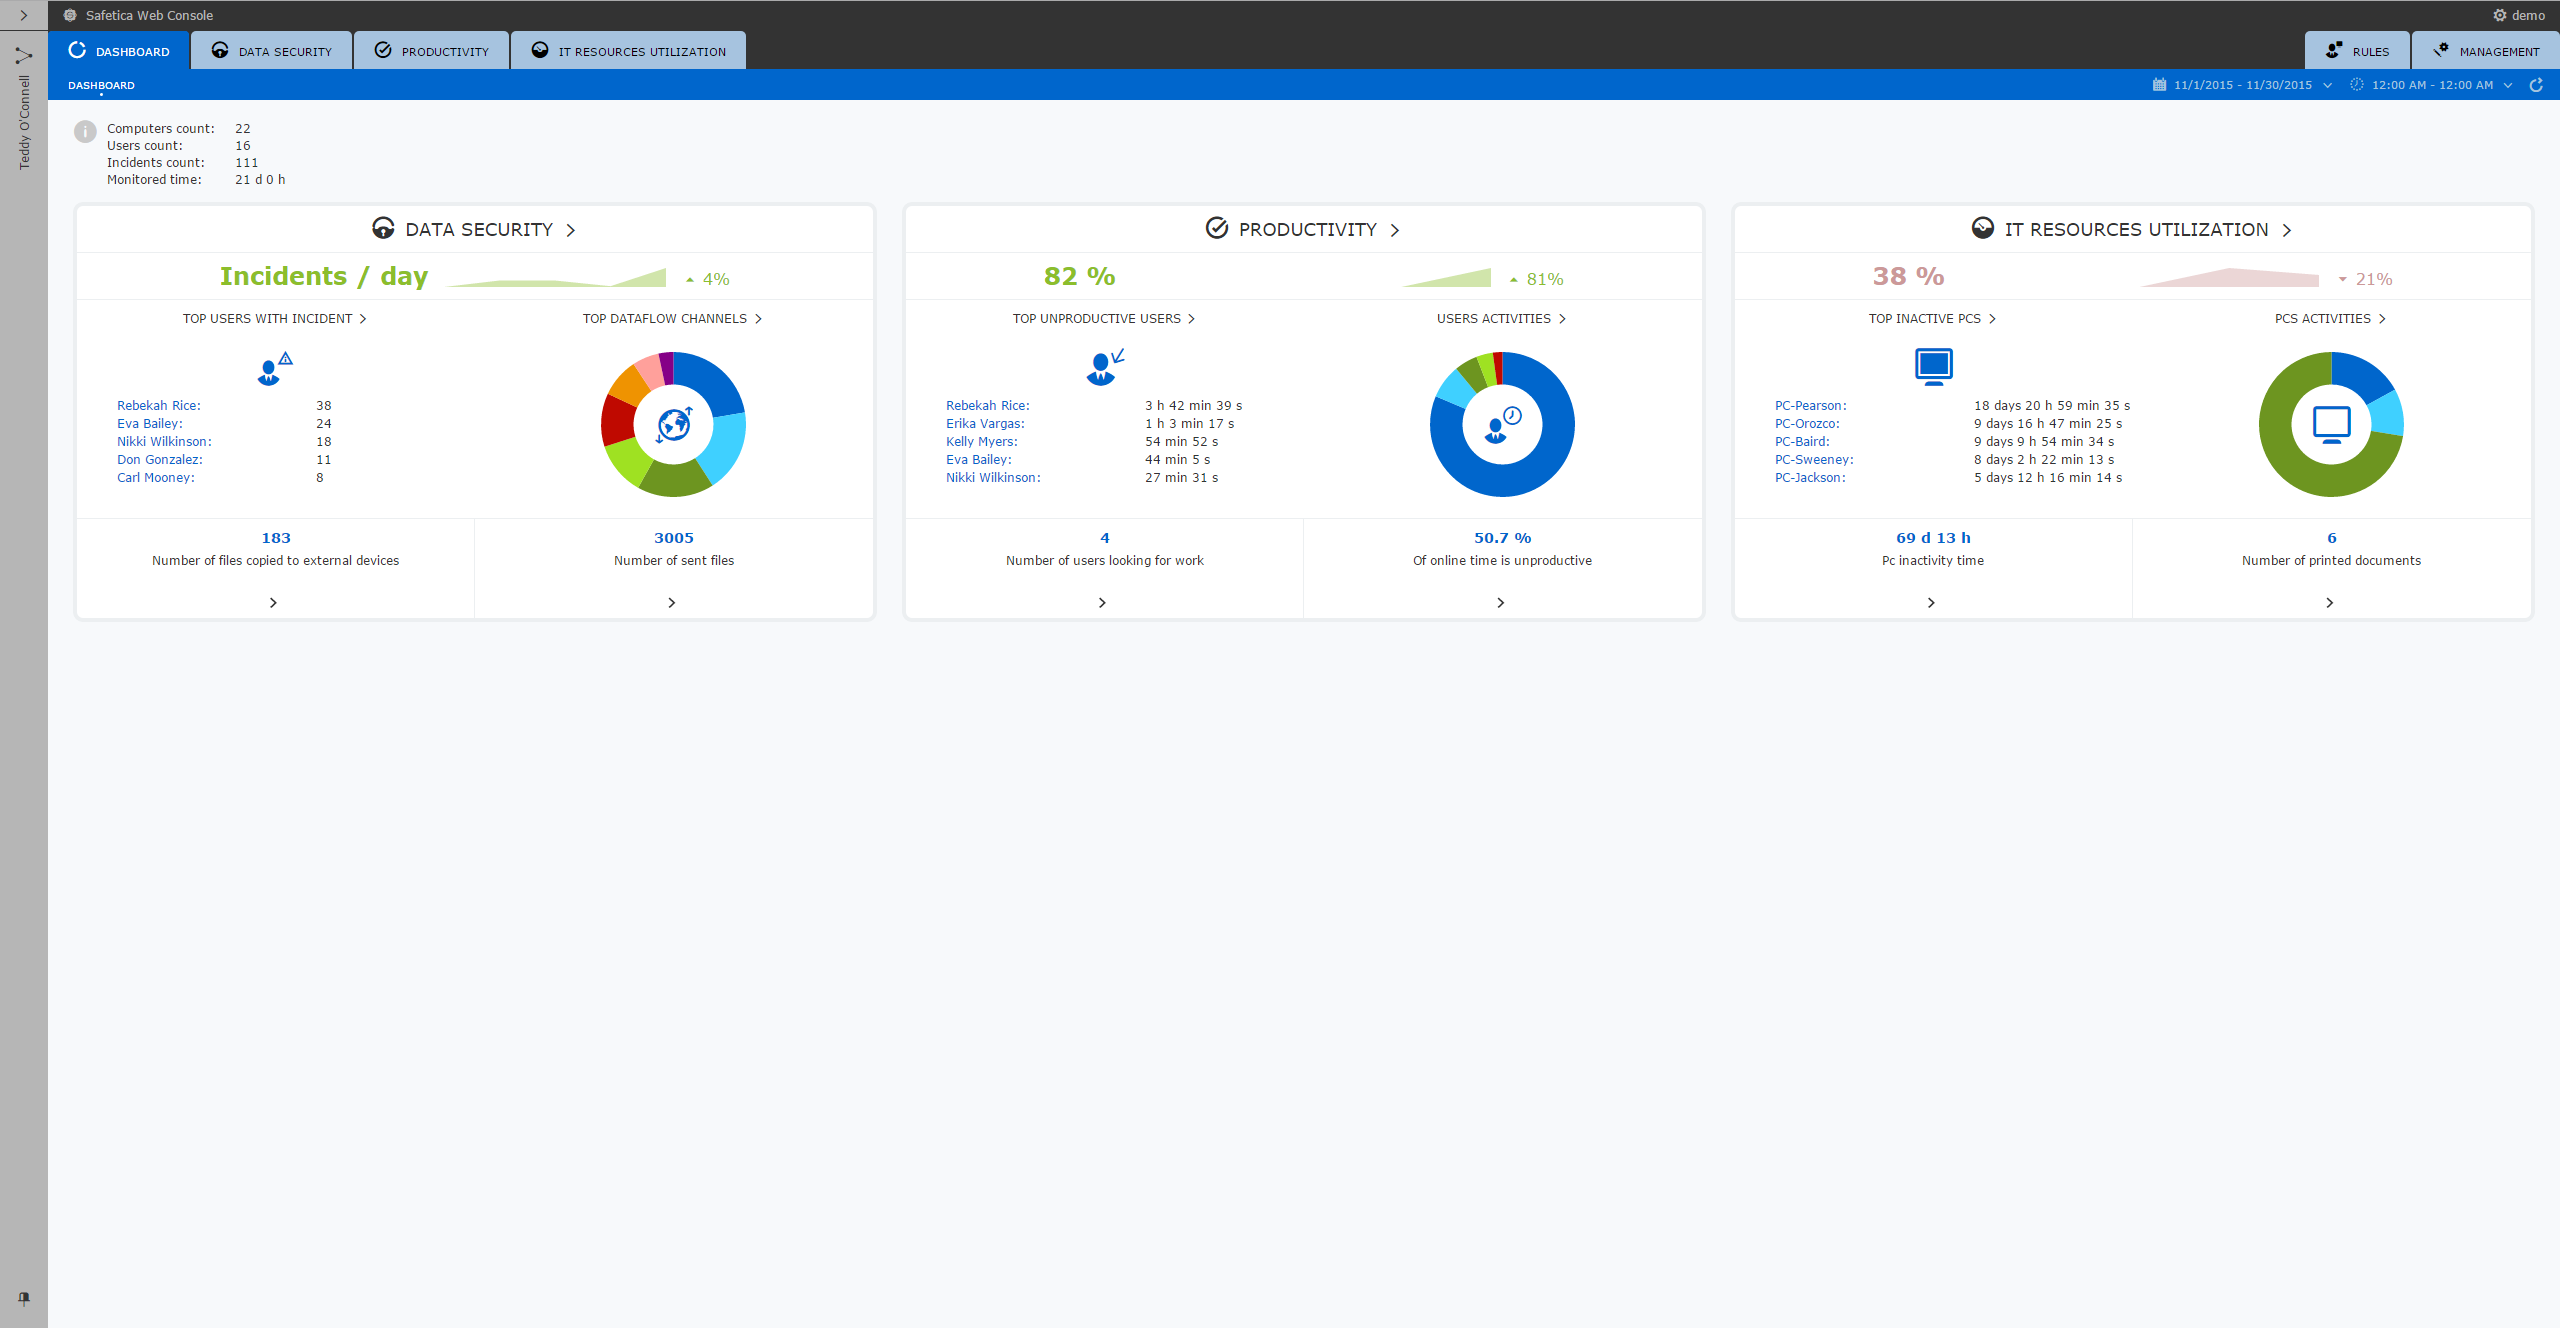 Safetica Web Console
demo
DASHBOARD
DATA SECURITY
PRODUCTIVITY
IT RESOURCES UTILIZATION
RULES
MANAGEMENT
DASHBOARD
11/1/2015 - 11/30/2015
12:00 AM - 12:00 AM
Teddy O'Connell
Computers count: 22
Users count: 16
Incidents count: 111
Monitored time: 21 d 0 h
DATA SECURITY
Incidents / day
4%
TOP USERS WITH INCIDENT
TOP DATAFLOW CHANNELS
Rebekah Rice: 38
Eva Bailey: 24
Nikki Wilkinson: 18
Don Gonzalez: 11
Carl Mooney: 8
183
Number of files copied to external devices
3005
Number of sent files
PRODUCTIVITY
82 %
81%
TOP UNPRODUCTIVE USERS
USERS ACTIVITIES
Rebekah Rice: 3 h 42 min 39 s
Erika Vargas: 1 h 3 min 17 s
Kelly Myers: 54 min 52 s
Eva Bailey: 44 min 5 s
Nikki Wilkinson: 27 min 31 s
4
Number of users looking for work
50.7 %
Of online time is unproductive
IT RESOURCES UTILIZATION
38 %
21%
TOP INACTIVE PCS
PCS ACTIVITIES
PC-Pearson: 18 days 20 h 59 min 35 s
PC-Orozco: 9 days 16 h 47 min 25 s
PC-Baird: 9 days 9 h 54 min 34 s
PC-Sweeney: 8 days 2 h 22 min 13 s
PC-Jackson: 5 days 12 h 16 min 14 s
69 d 13 h
Pc inactivity time
6
Number of printed documents